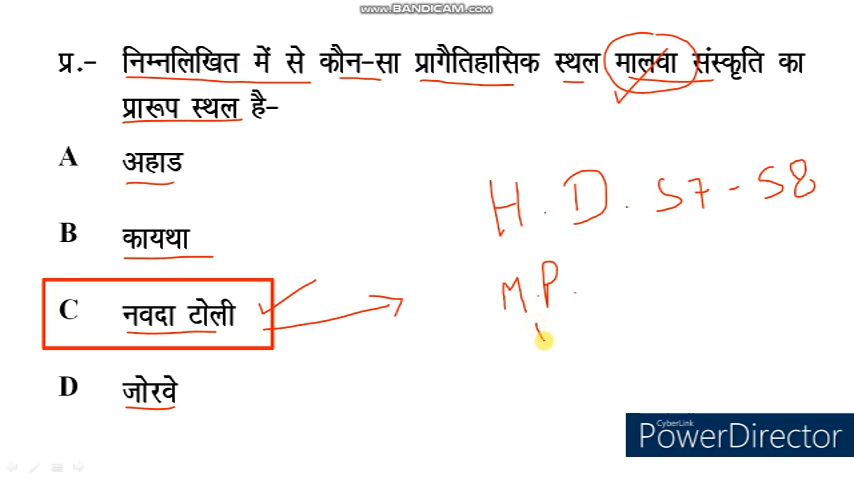 www.BANDICAM.com
प्र.- निम्नलिखित में से कौन-सा प्रागैतिहासिक स्थल मालवा संस्कृति का
प्रारूप स्थल है-
A अहाड
B कायथा
C नवदा टोली
D जोरवे
H. D. 57-58
M.P.
CyberLink
PowerDirector